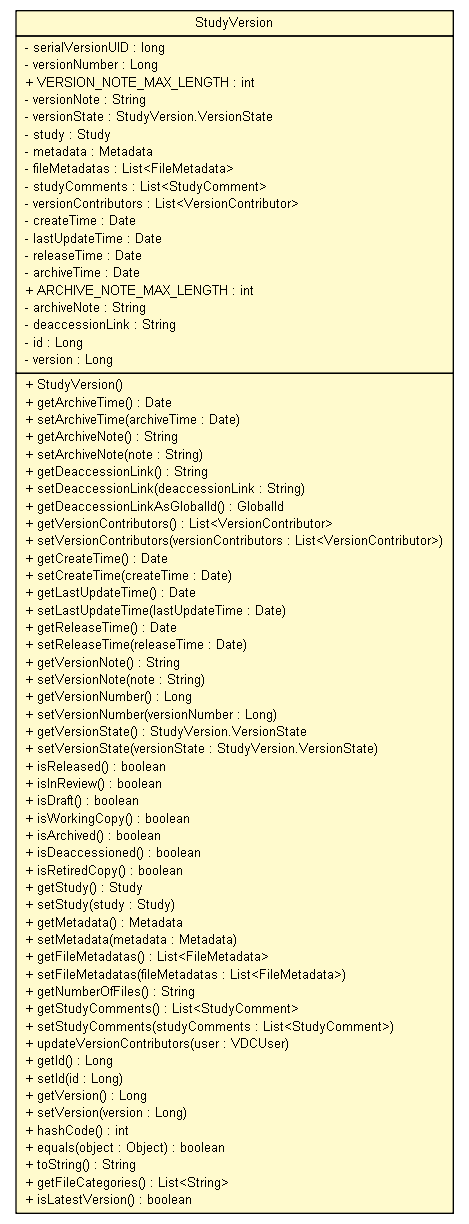 StudyVersion
- serialVersionUID : long
- versionNumber : Long
+ VERSION_NOTE_MAX_LENGTH : int
- versionNote : String
- versionState : StudyVersion.VersionState
- study : Study
- metadata : Metadata
- fileMetadatas : List<FileMetadata>
- studyComments : List<StudyComment>
- versionContributors : List<VersionContributor>
- createTime : Date
- lastUpdateTime : Date
- releaseTime : Date
- archiveTime : Date
+ ARCHIVE_NOTE_MAX_LENGTH : int
- archiveNote : String
- deaccessionLink : String
- id : Long
- version : Long
+ StudyVersion()
+ getArchiveTime() : Date
+ setArchiveTime(archiveTime : Date)
+ getArchiveNote() : String
+ setArchiveNote(note : String)
+ getDeaccessionLink() : String
+ setDeaccessionLink(deaccessionLink : String)
+ getDeaccessionLinkAsGlobalId() : GlobalId
+ getVersionContributors() : List<VersionContributor>
+ setVersionContributors(versionContributors : List<VersionContributor>)
+ getCreateTime() : Date
+ setCreateTime(createTime : Date)
+ getLastUpdateTime() : Date
+ setLastUpdateTime(lastUpdateTime : Date)
+ getReleaseTime() : Date
+ setReleaseTime(releaseTime : Date)
+ getVersionNote() : String
+ setVersionNote(note : String)
+ getVersionNumber() : Long
+ setVersionNumber(versionNumber : Long)
+ getVersionState() : StudyVersion.VersionState
+ setVersionState(versionState : StudyVersion.VersionState)
+ isReleased() : boolean
+ isInReview() : boolean
+ isDraft() : boolean
+ isWorkingCopy() : boolean
+ isArchived() : boolean
+ isDeaccessioned() : boolean
+ isRetiredCopy() : boolean
+ getStudy() : Study
+ setStudy(study : Study)
+ getMetadata() : Metadata
+ setMetadata(metadata : Metadata)
+ getFileMetadatas() : List<FileMetadata>
+ setFileMetadatas(fileMetadatas : List<FileMetadata>)
+ getNumberOfFiles() : String
+ getStudyComments() : List<StudyComment>
+ setStudyComments(studyComments : List<StudyComment>)
+ updateVersionContributors(user : VDCUser)
+ getId() : Long
+ setId(id : Long)
+ getVersion() : Long
+ setVersion(version : Long)
+ hashCode() : int
+ equals(object : Object) : boolean
+ toString() : String
+ getFileCategories() : List<String>
+ isLatestVersion() : boolean